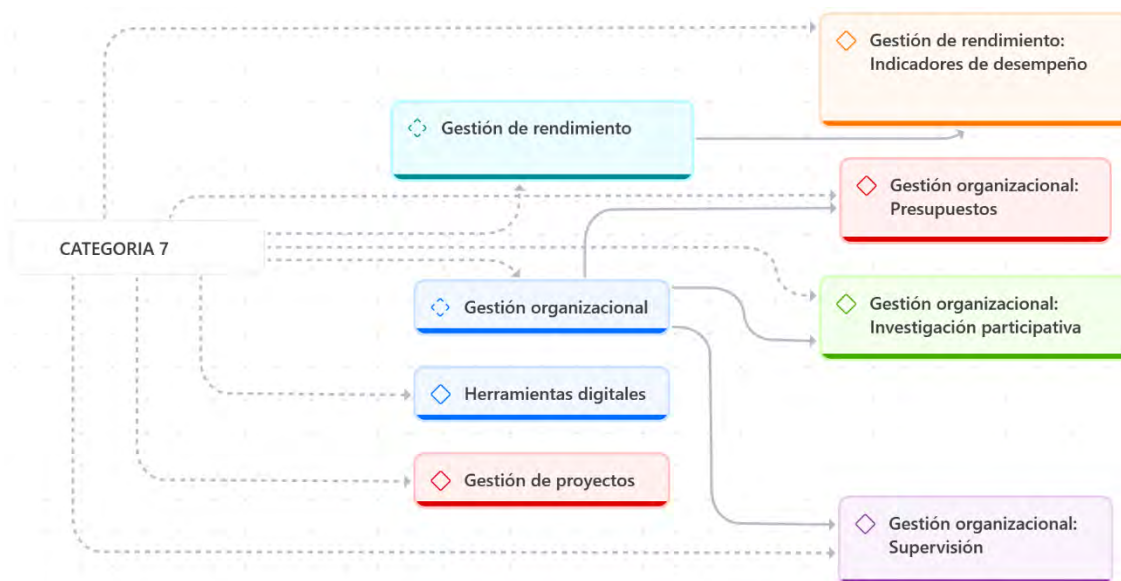 Gestión de rendimiento:
Indicadores de desempeño
Gestión de rendimiento
Gestión organizacional:
Presupuestos
CATEGORIA 7
Gestión organizacional
Gestión organizacional:
Investigación participativa
Herramientas digitales
Gestión de proyectos
Gestión organizacional:
Supervisión